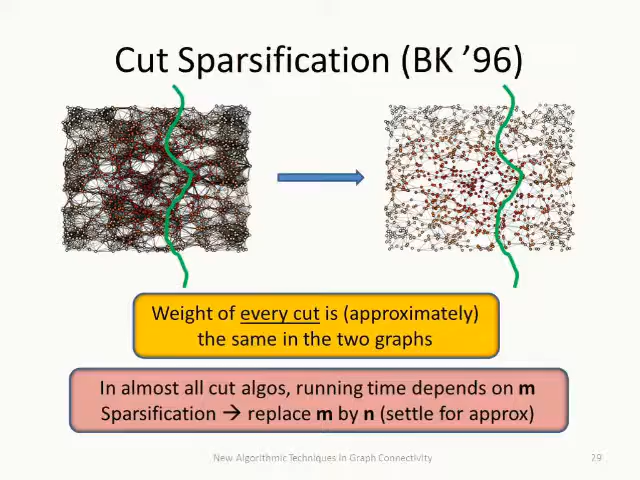 Cut Sparsification (BK ’96)
Weight of every cut is (approximately)
the same in the two graphs
In almost all cut algos, running time depends on m
Sparsification → replace m by n (settle for approx)
New Algorithmic Techniques in Graph Connectivity
29